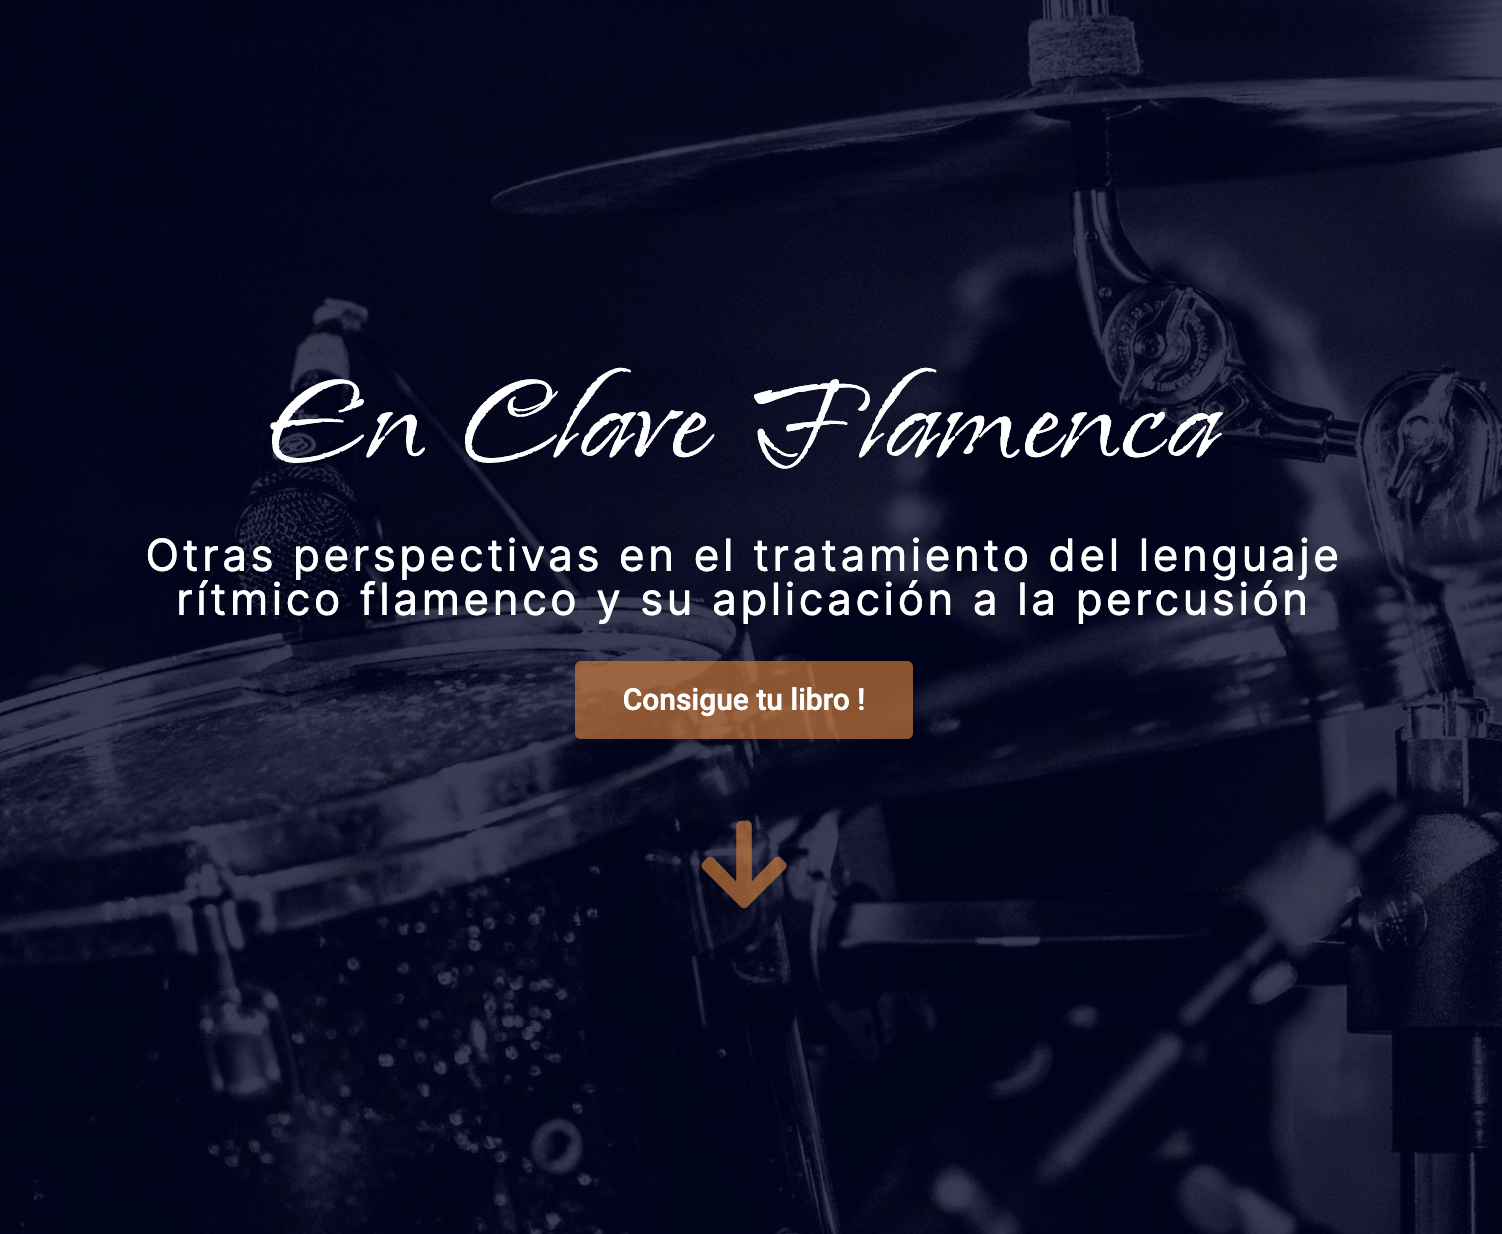 En Clave Flamenca
Otras perspectivas en el tratamiento del lenguaje
rítmico flamenco y su aplicación a la percusión
Consigue tu libro !